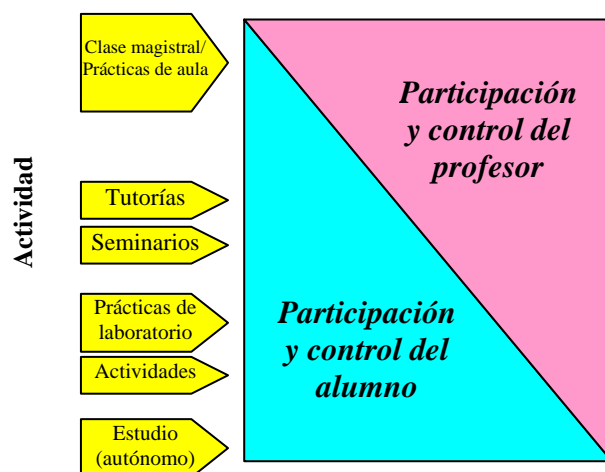 Actividad
Clase magistral/
Prácticas de aula
Tutorías
Seminarios
Prácticas de
laboratorio
Actividades
Estudio
(autónomo)
Participación
y control del
profesor
Participación
y control del
alumno